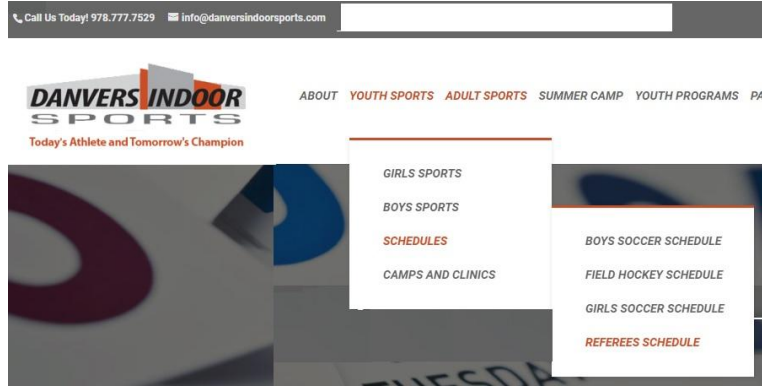 Call Us Today! 978.777.7529 info@danversindoorsports.com
DANVERS INDOOR
SPORTS
Today's Athlete and Tomorrow's Champion
ABOUT YOUTH SPORTS ADULT SPORTS SUMMER CAMP YOUTH PROGRAMS PA
GIRLS SPORTS
BOYS SPORTS
SCHEDULES
CAMPS AND CLINICS
BOYS SOCCER SCHEDULE
FIELD HOCKEY SCHEDULE
GIRLS SOCCER SCHEDULE
REFEREES SCHEDULE
TUESDA